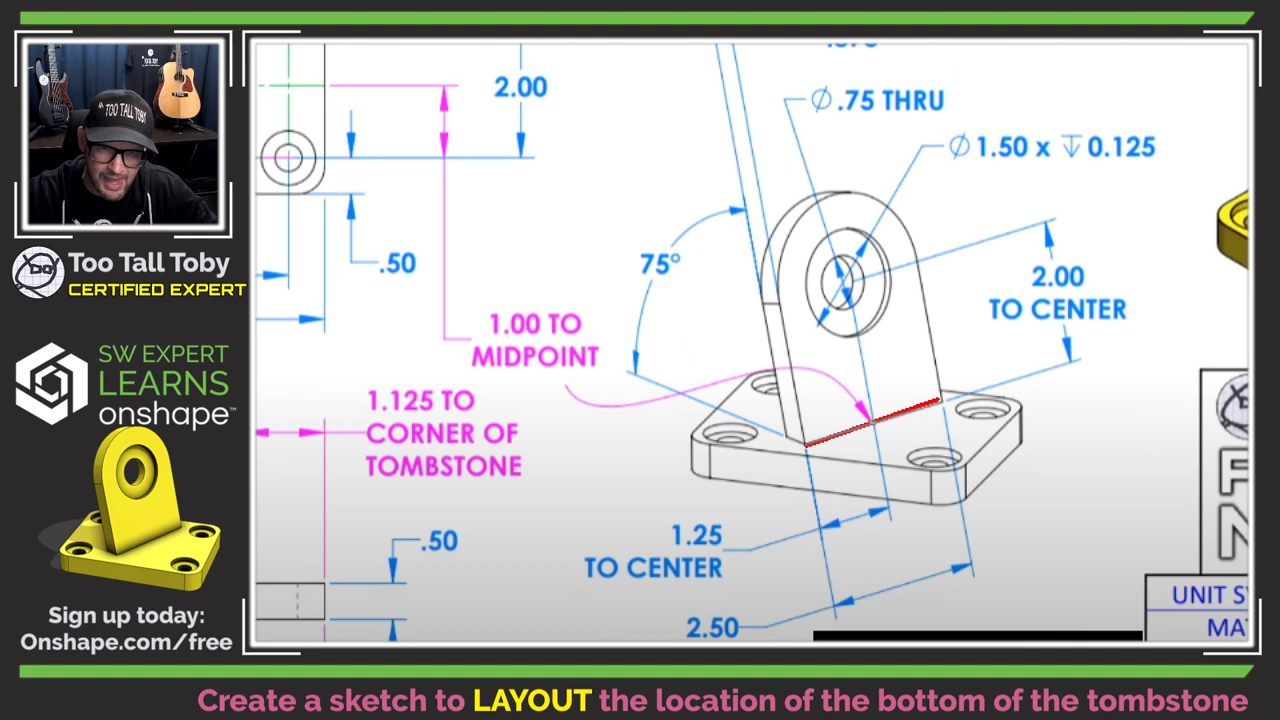 "TOO TALL TOBY
Too Tall Toby
CERTIFIED EXPERT
SW EXPERT
LEARNS
onshape™
Sign up today:
Onshape.com/free
2.00
.50
1.00 TO
MIDPOINT
1.125 TO
CORNER OF
TOMBSTONE
.50
75°
∅ .75 THRU
∅ 1.50 x ↧ 0.125
2.00
TO CENTER
1.25
TO CENTER
2.50
UNIT S
MA
Create a sketch to LAYOUT the location of the bottom of the tombstone